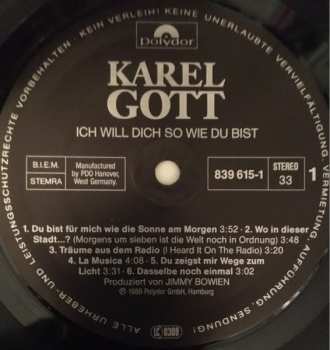 KEIN VERLEIH! KEINE UNERLAUBTE VERVIELFÄLTIGUNG, VERMIETUNG, AUFFÜHRUNG, SENDUNG!
ALLE URHEBER- UND LEISTUNGSSCHUTZRECHTE VORBEHALTEN
polydor
KAREL
GOTT
ICH WILL DICH SO WIE DU BIST
B.I.E.M.
STEMRA
Manufactured
by PDO Hanover,
West Germany.
839 615-1
STEREO
33
1
1. Du bist für mich wie die Sonne am Morgen 3:52 · 2. Wo in dieser
Stadt...? (Morgens um sieben ist die Welt noch in Ordnung) 3:48
3. Träume aus dem Radio (I Heard It On The Radio) 3:20
4. La Musica 4:08 · 5. Du zeigst mir Wege zum
Licht 3:31 · 6. Dasselbe noch einmal 3:02
Produziert von JIMMY BOWIEN
℗ 1989 Polydor GmbH, Hamburg
LC 0309